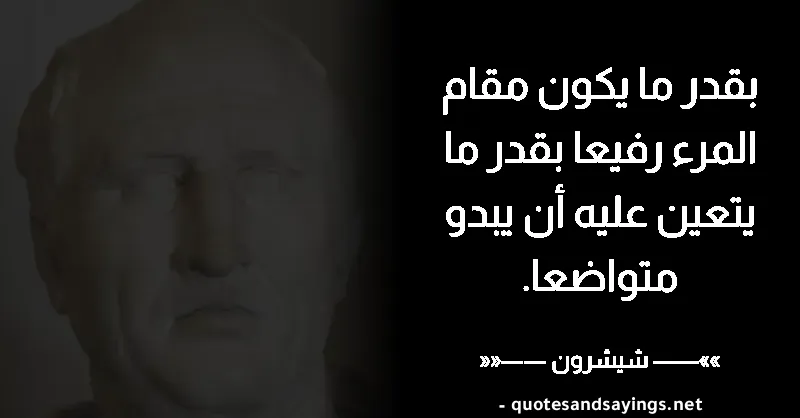 بقدر ما يكون مقام
المرء رفيعا بقدر ما
يتعين عليه أن يبدو
متواضعا.
»»—— شيشرون ——««
- quotesandsayings.net